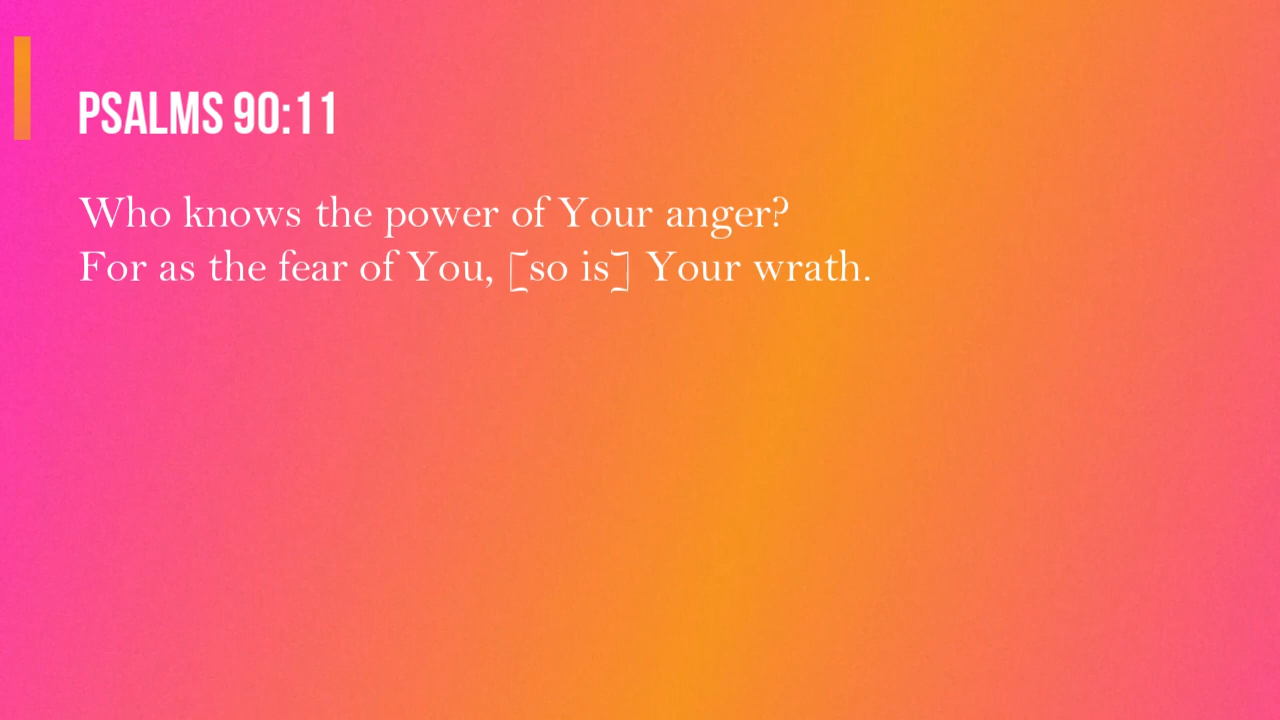 PSALMS 90:11
Who knows the power of Your anger?
For as the fear of You, [so is] Your wrath.